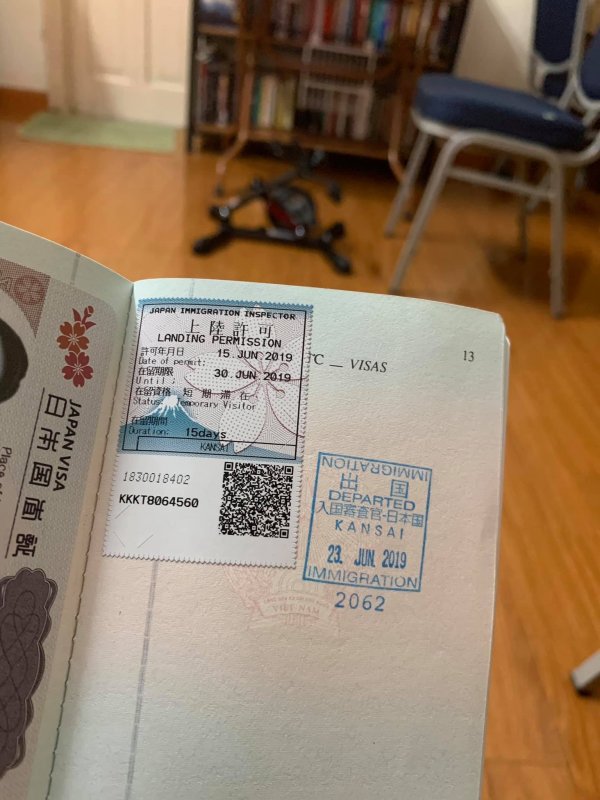 JAPAN VISA
日本国査証
JAPAN IMMIGRATION INSPECTOR
上陸許可
LANDING PERMISSION
許可年月日
15.JUN.2019
Date of permit:
在留期限
30.JUN.2019
Until :
在留資格 短期滞在
Status: Temporary Visitor
在留期間
Duration: 15days
KANSAI
1830018402
KKKT8064560
ỰC — VISAS
13
IMMIGRATION
出国
DEPARTED
入国審査官-日本国
KANSAI
23. JUN. 2019
IMMIGRATION
2062
VIỆT NAM